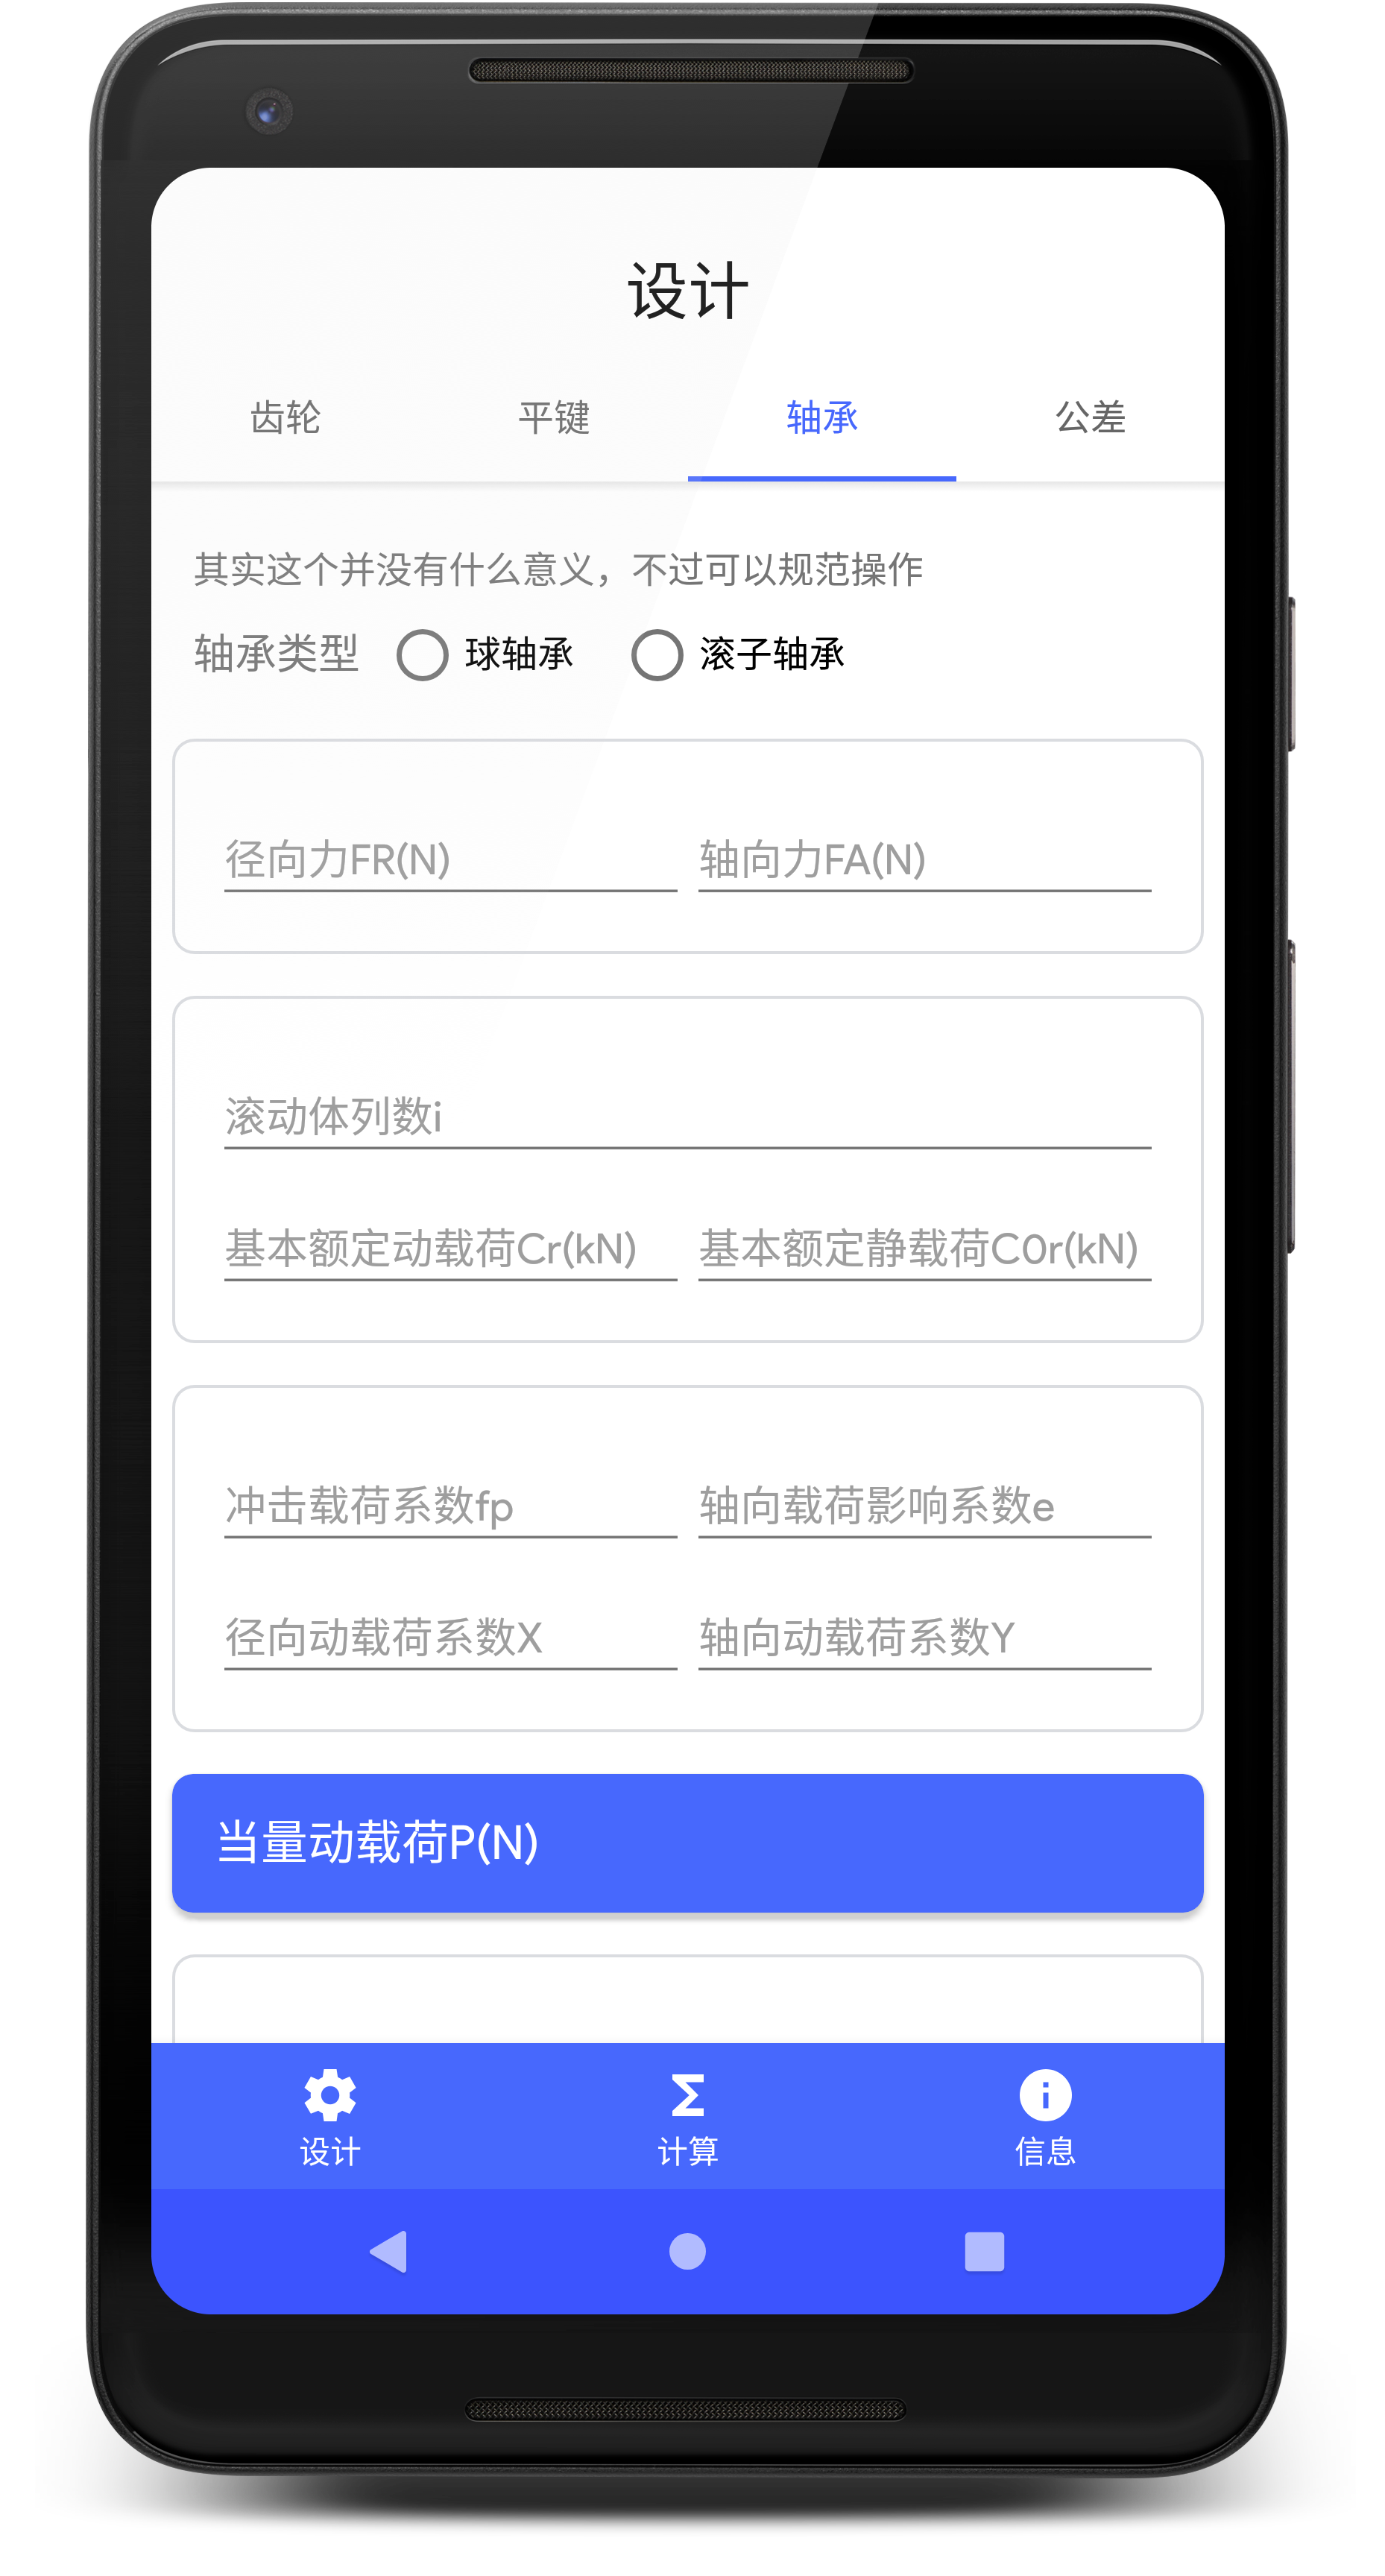 设计
齿轮 平键 轴承 公差
其实这个并没有什么意义，不过可以规范操作
轴承类型 球轴承 滚子轴承
径向力FR(N) 轴向力FA(N)
滚动体列数i
基本额定动载荷Cr(kN) 基本额定静载荷C0r(kN)
冲击载荷系数fp 轴向载荷影响系数e
径向动载荷系数X 轴向动载荷系数Y
当量动载荷P(N)
设计 计算 信息